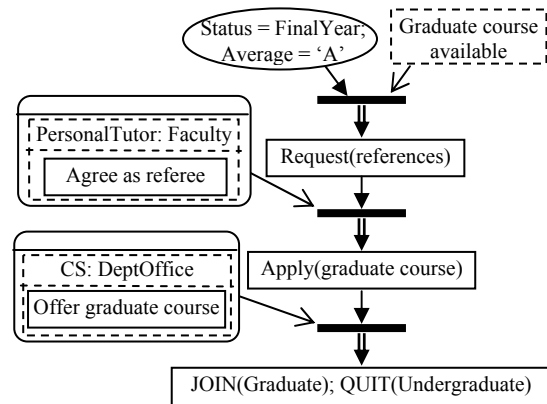 Status = FinalYear;
Average = ‘A’
Graduate course
available
PersonalTutor: Faculty
Agree as referee
Request(references)
CS: DeptOffice
Offer graduate course
Apply(graduate course)
JOIN(Graduate); QUIT(Undergraduate)